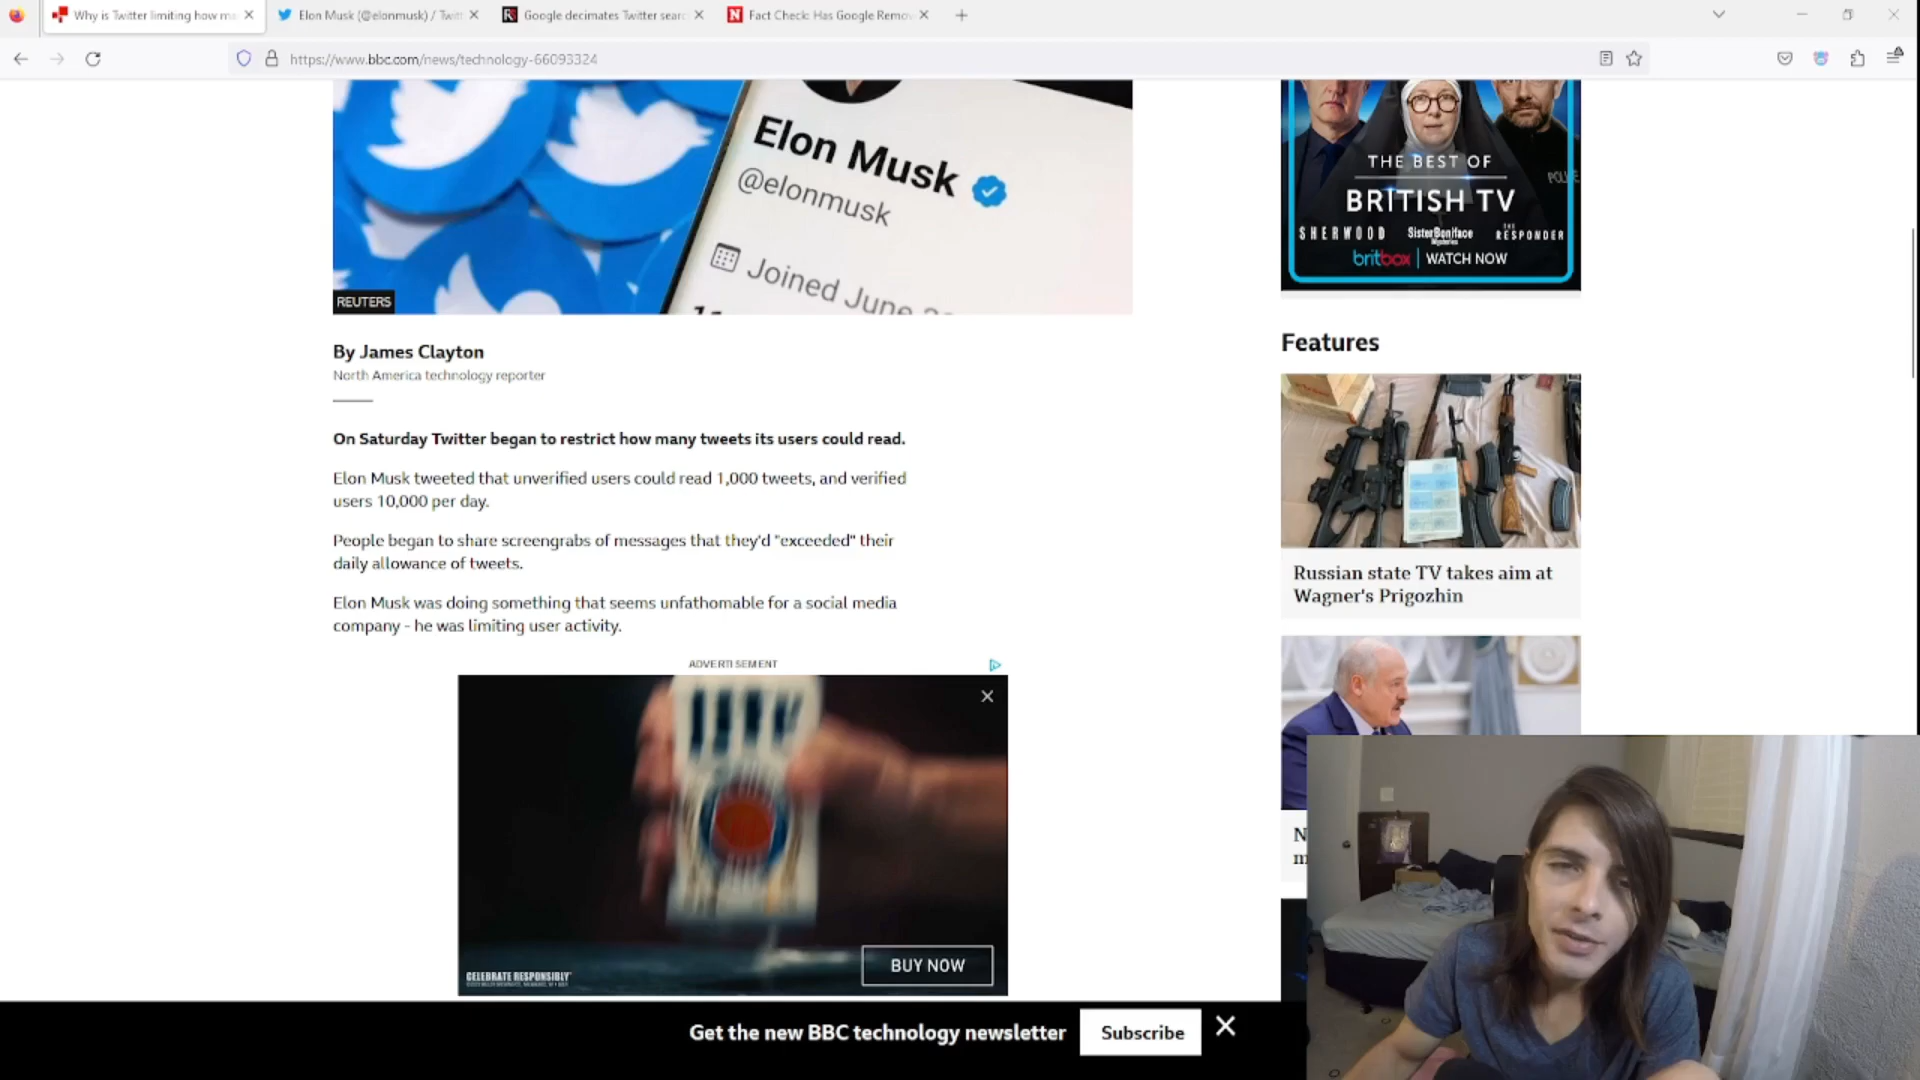 Why is Twitter limiting how m
Elon Musk (@elonmusk) / Twit
Google decimates Twitter sear
Fact Check: Has Google Remov
https://www.bbc.com/news/technology-66093324
Elon Musk
@elonmusk
Joined June
REUTERS
By James Clayton
North America technology reporter
On Saturday Twitter began to restrict how many tweets its users could read.
Elon Musk tweeted that unverified users could read 1,000 tweets, and verified
users 10,000 per day.
People began to share screengrabs of messages that they'd "exceeded" their
daily allowance of tweets.
Elon Musk was doing something that seems unfathomable for a social media
company - he was limiting user activity.
ADVERTISEMENT
CELEBRATE RESPONSIBLY
BUY NOW
THE BEST OF
BRITISH TV
SHERWOOD SisterBoniface Mysteries THE RESPONDER
britbox | WATCH NOW
Features
Russian state TV takes aim at
Wagner's Prigozhin
N
m
Get the new BBC technology newsletter Subscribe